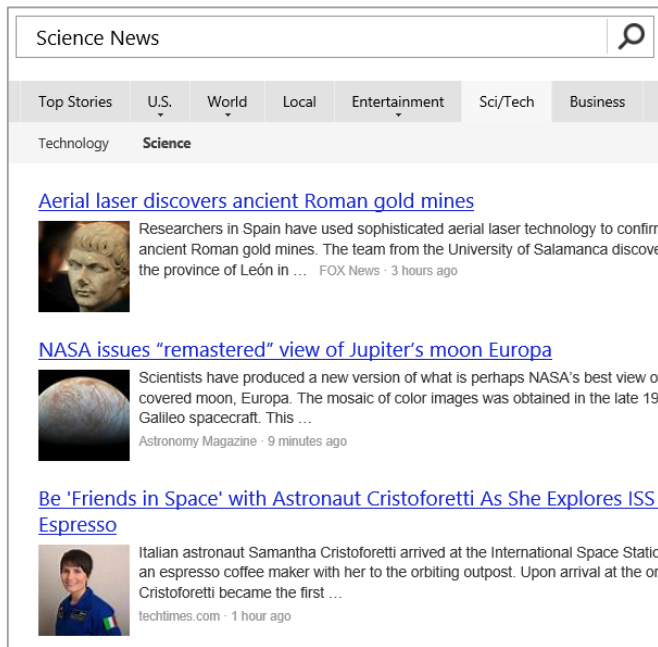 Science News
Top Stories U.S. World Local Entertainment Sci/Tech Business
Technology Science
Aerial laser discovers ancient Roman gold mines
Researchers in Spain have used sophisticated aerial laser technology to confirm
ancient Roman gold mines. The team from the University of Salamanca discove
the province of León in ... FOX News · 3 hours ago
NASA issues “remastered” view of Jupiter’s moon Europa
Scientists have produced a new version of what is perhaps NASA’s best view o
covered moon, Europa. The mosaic of color images was obtained in the late 19
Galileo spacecraft. This ...
Astronomy Magazine · 9 minutes ago
Be 'Friends in Space' with Astronaut Cristoforetti As She Explores ISS
Espresso
Italian astronaut Samantha Cristoforetti arrived at the International Space Static
an espresso coffee maker with her to the orbiting outpost. Upon arrival at the or
Cristoforetti became the first ...
techtimes.com · 1 hour ago